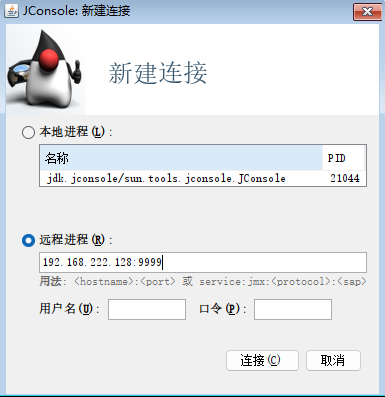 JConsole: 新建连接
新建连接
本地进程(L):
名称 PID
jdk.jconsole/sun.tools.jconsole.JConsole 21044
远程进程(R):
192.168.222.128:9999
用法: <hostname>:<port> 或 service:jmx:<protocol>:<sap>
用户名(U): 口令(P):
连接(C) 取消